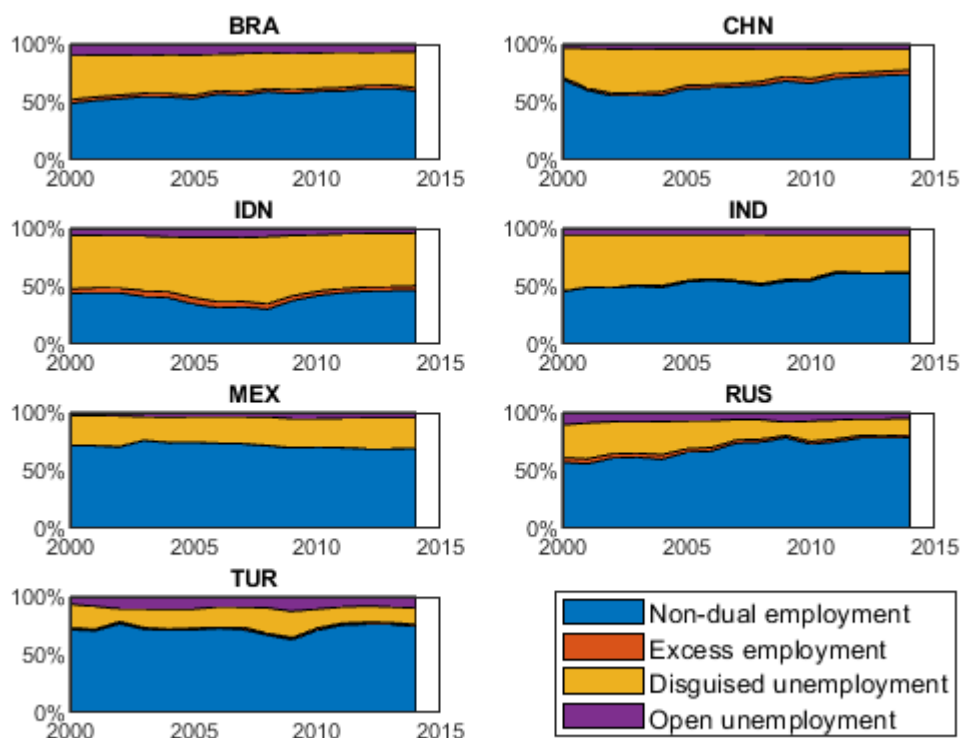 BRA
100%
50%
0%
2000 2005 2010 2015
CHN
100%
50%
0%
2000 2005 2010 2015
IDN
100%
50%
0%
2000 2005 2010 2015
IND
100%
50%
0%
2000 2005 2010 2015
MEX
100%
50%
0%
2000 2005 2010 2015
RUS
100%
50%
0%
2000 2005 2010 2015
TUR
100%
50%
0%
2000 2005 2010 2015
Non-dual employment
Excess employment
Disguised unemployment
Open unemployment